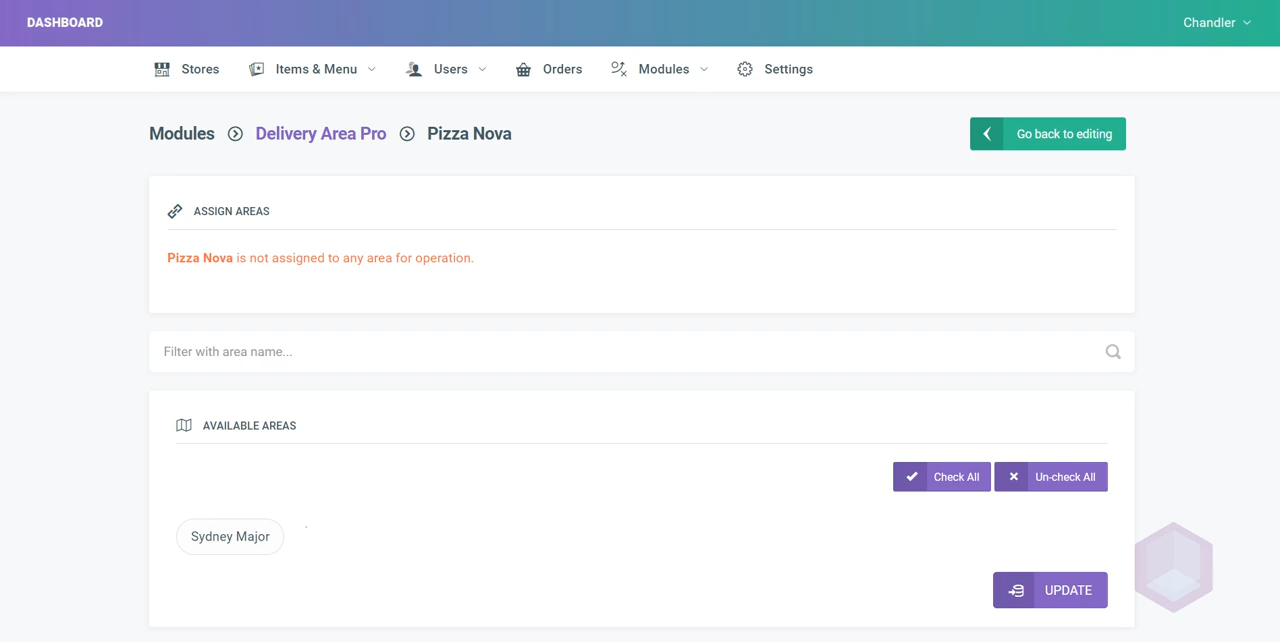 DASHBOARD
Chandler
Stores
Items & Menu
Users
Orders
Modules
Settings
Modules Delivery Area Pro Pizza Nova
Go back to editing
ASSIGN AREAS
Pizza Nova is not assigned to any area for operation.
Filter with area name...
AVAILABLE AREAS
Check All
Un-check All
Sydney Major
UPDATE